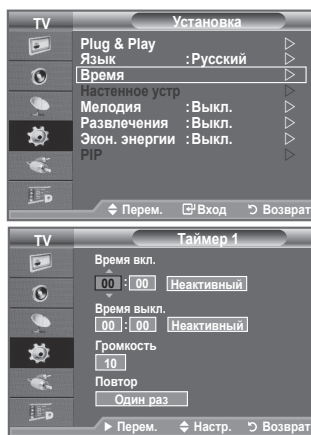 TV Установка
Plug & Play
Язык :Русский
Время
Настенное устр
Мелодия :Выкл.
Развлечения :Выкл.
Экон. энергии :Выкл.
PIP
Перем. Вход Возврат
TV Таймер 1
Время вкл.
00 : 00 Неактивный
Время выкл.
00 : 00 Неактивный
Громкость
10
Повтор
Один раз
Перем. Настр. Возврат